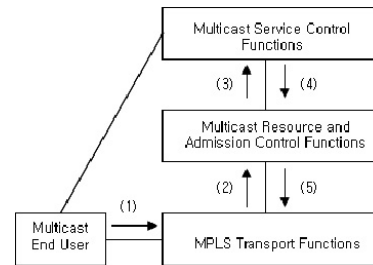 Multicast Service Control
Functions
(3)
(4)
Multicast Resource and
Admission Control Functions
(1)
(2)
(5)
Multicast
End User
MPLS Transport Functions